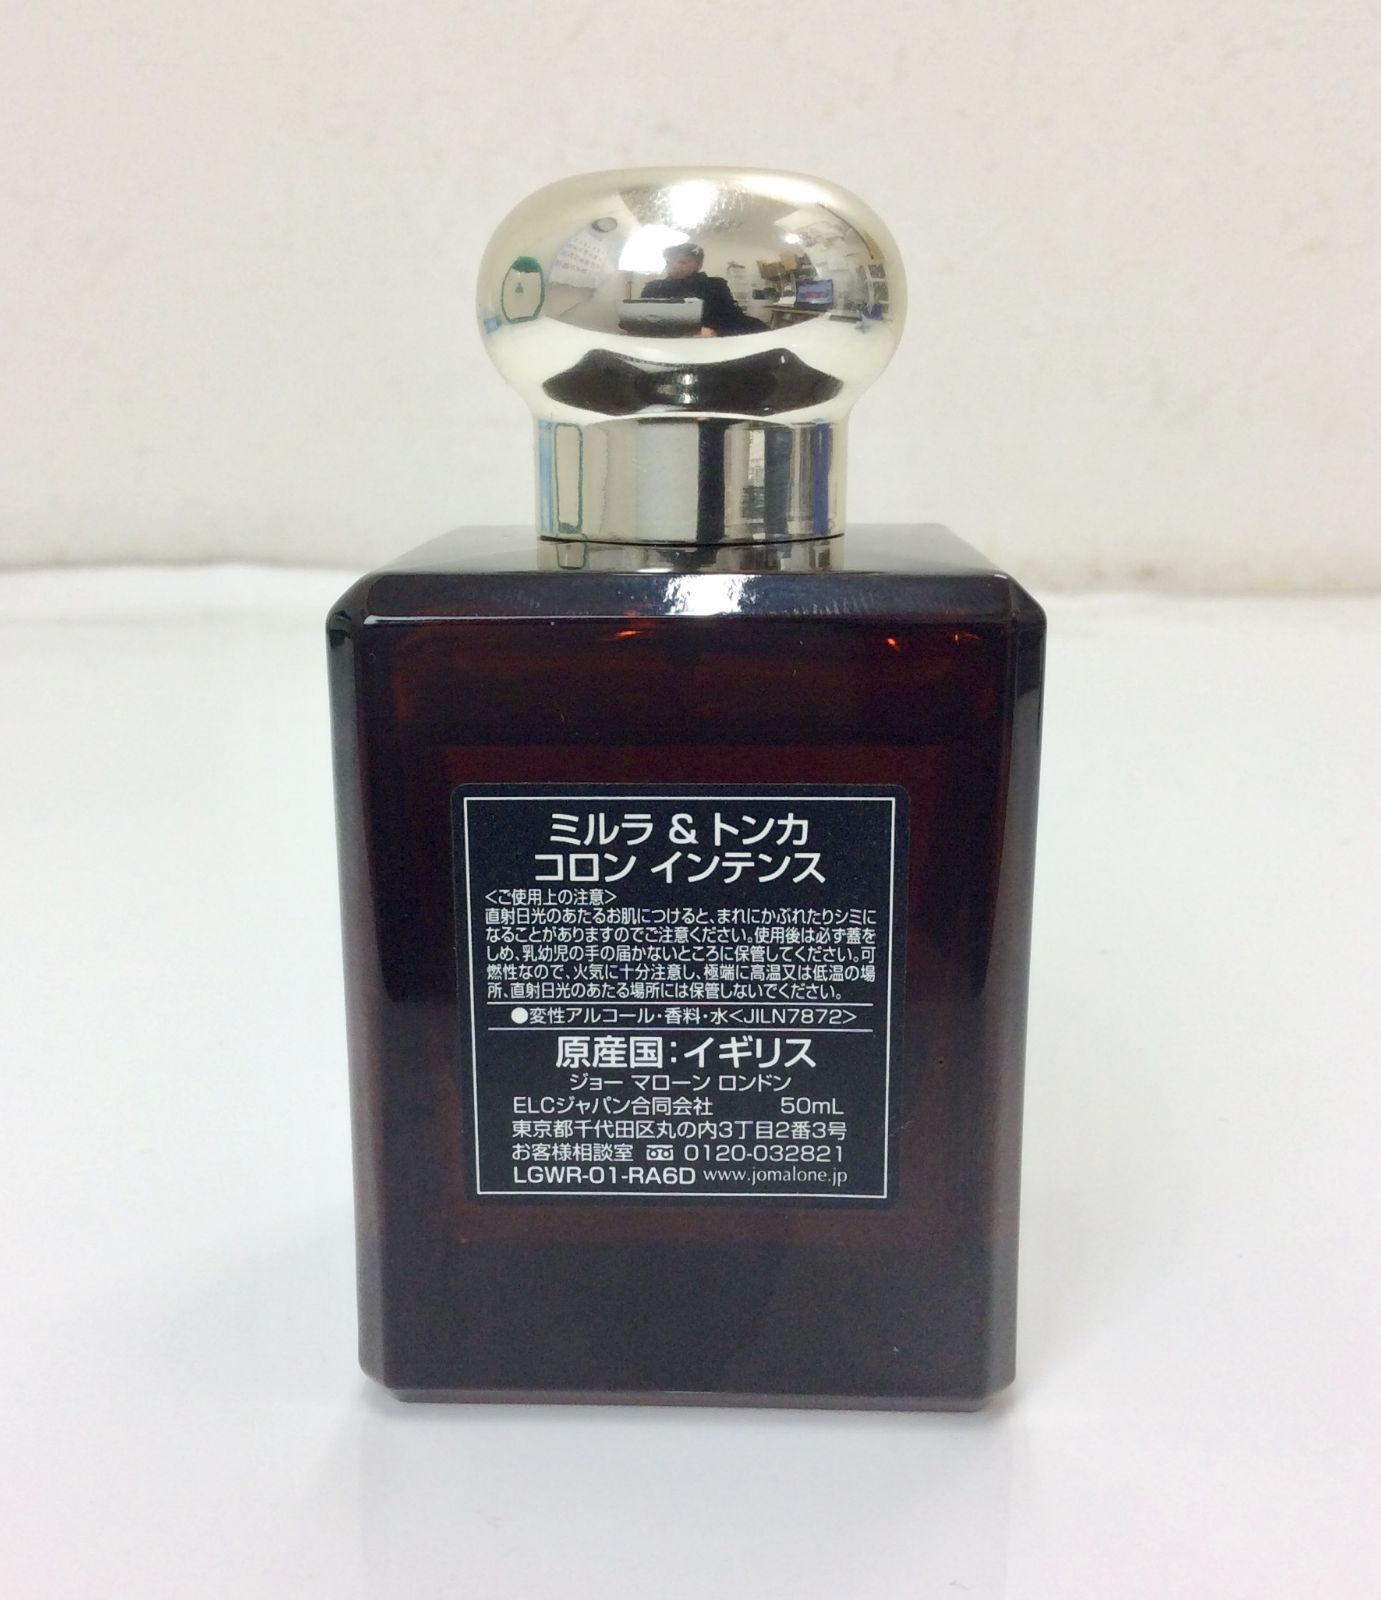 ミルラ & トンカ
コロン インテンス
<ご使用上の注意>
直射日光のあたるお肌につけると、まれにかぶれたりシミに
なることがありますのでご注意ください。使用後は必ず蓋を
しめ、乳幼児の手の届かないところに保管してください。可
燃性なので、火気に十分注意し、極端に高温又は低温の場
所、直射日光のあたる場所には保管しないでください。
●変性アルコール・香料・水<JILN7872>
原産国:イギリス
ジョー マローン ロンドン
ELCジャパン合同会社 50mL
東京都千代田区丸の内3丁目2番3号
お客様相談室 0120-032821
LGWR-01-RA6D www.jomalone.jp